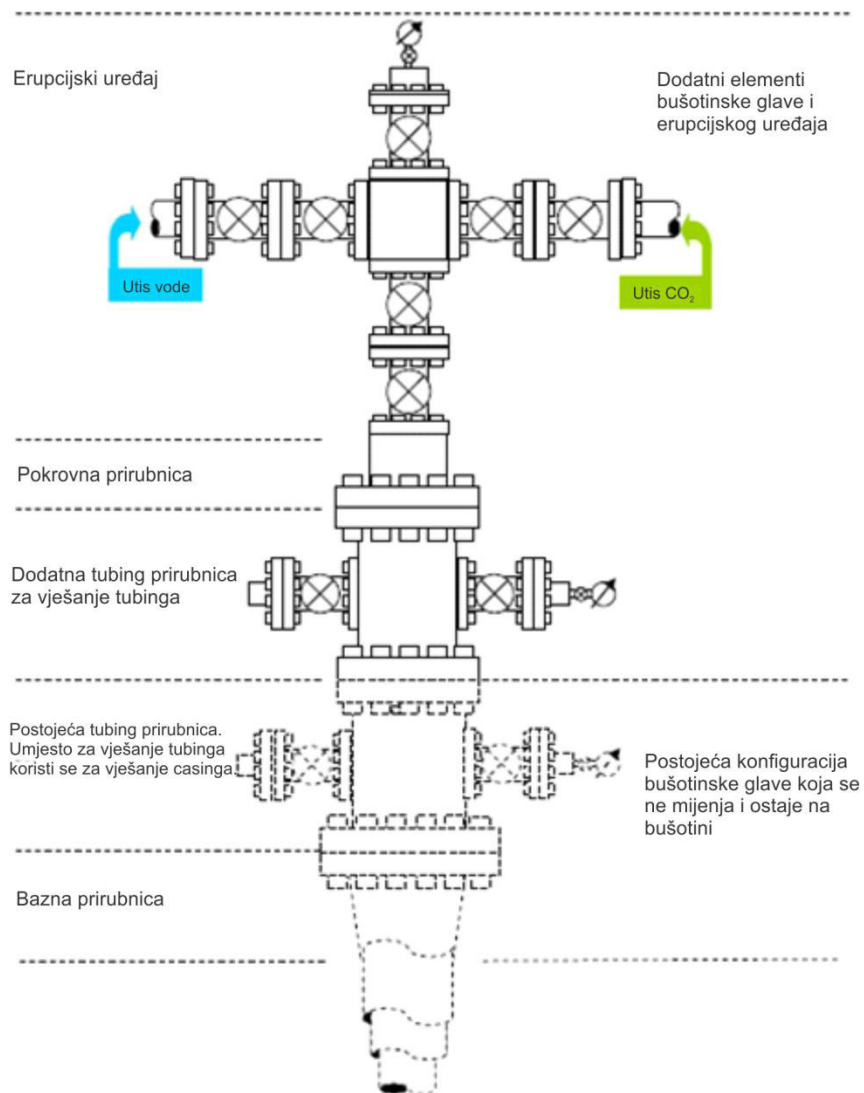 Erupcijski uređaj
Dodatni elementi
bušotinske glave i
erupcijskog uređaja
Utis vode
Utis CO₂
Pokrovna prirubnica
Dodatna tubing prirubnica
za vješanje tubinga
Postojeća tubing prirubnica.
Umjesto za vješanje tubinga
koristi se za vješanje casinga.
Postojeća konfiguracija
bušotinske glave koja se
ne mijenja i ostaje na
bušotini
Bazna prirubnica